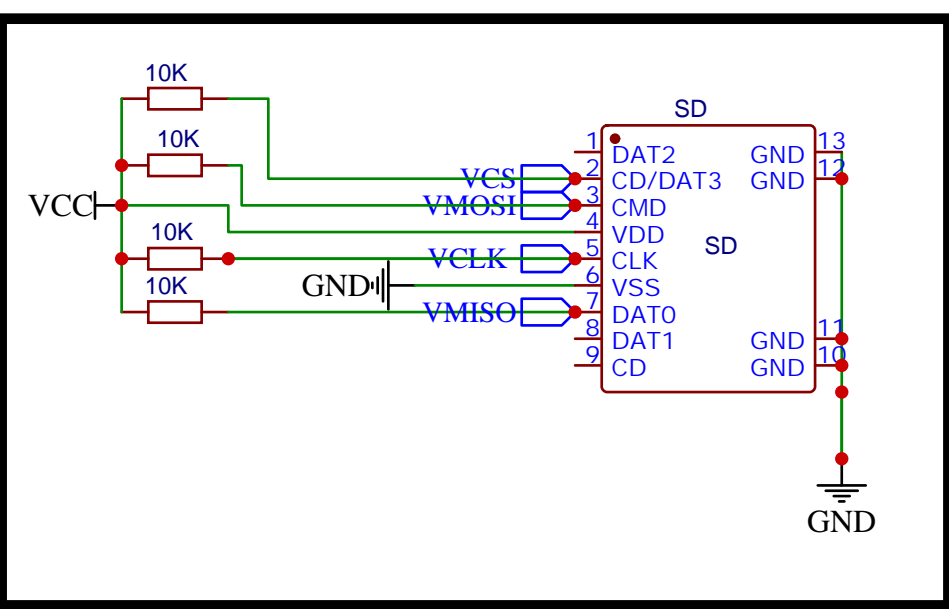 10K
10K
VCC
10K
10K
GND
VCS
VMOSI
VCLK
VMISO
SD
1 DAT2
2 CD/DAT3
3 CMD
4 VDD
5 CLK
6 VSS
7 DAT0
8 DAT1
9 CD
SD
GND 13
GND 12
GND 11
GND 10
GND